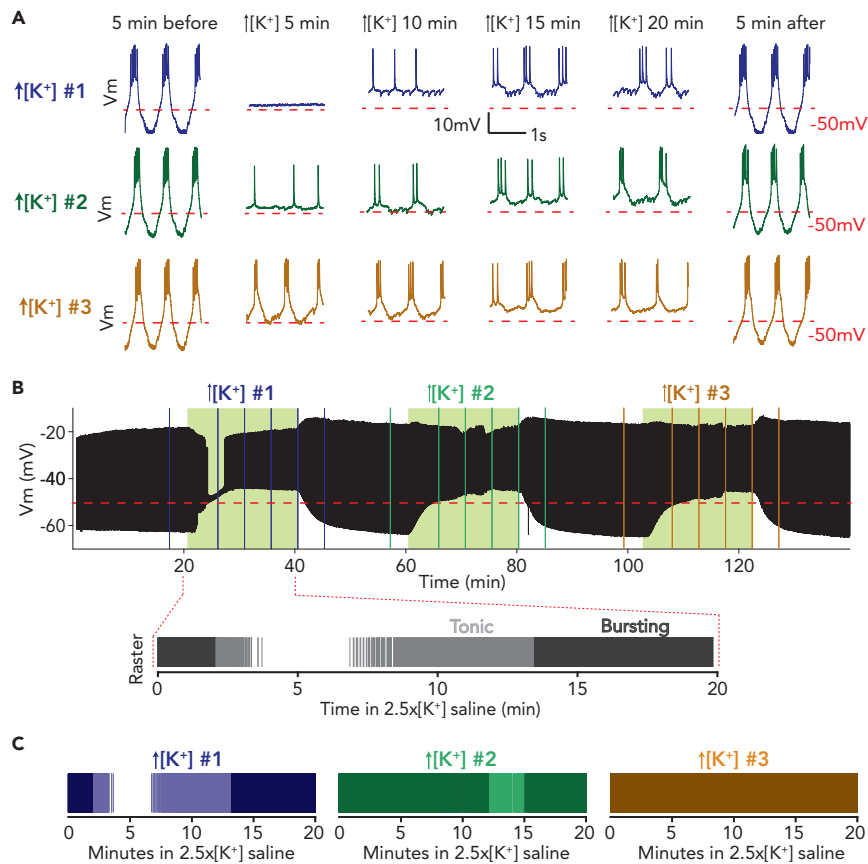 A
5 min before
↑[K⁺] 5 min
↑[K⁺] 10 min
↑[K⁺] 15 min
↑[K⁺] 20 min
5 min after
↑[K⁺] #1
Vm
10mV
1s
-50mV
↑[K⁺] #2
Vm
-50mV
↑[K⁺] #3
Vm
-50mV
B
↑[K⁺] #1
↑[K⁺] #2
↑[K⁺] #3
Vm (mV)
-20
-40
-60
20
40
60
80
100
120
Time (min)
Raster
Tonic
Bursting
0
5
10
15
20
Time in 2.5x[K⁺] saline (min)
C
↑[K⁺] #1
↑[K⁺] #2
↑[K⁺] #3
0 5 10 15 20
0 5 10 15 20
0 5 10 15 20
Minutes in 2.5x[K⁺] saline
Minutes in 2.5x[K⁺] saline
Minutes in 2.5x[K⁺] saline